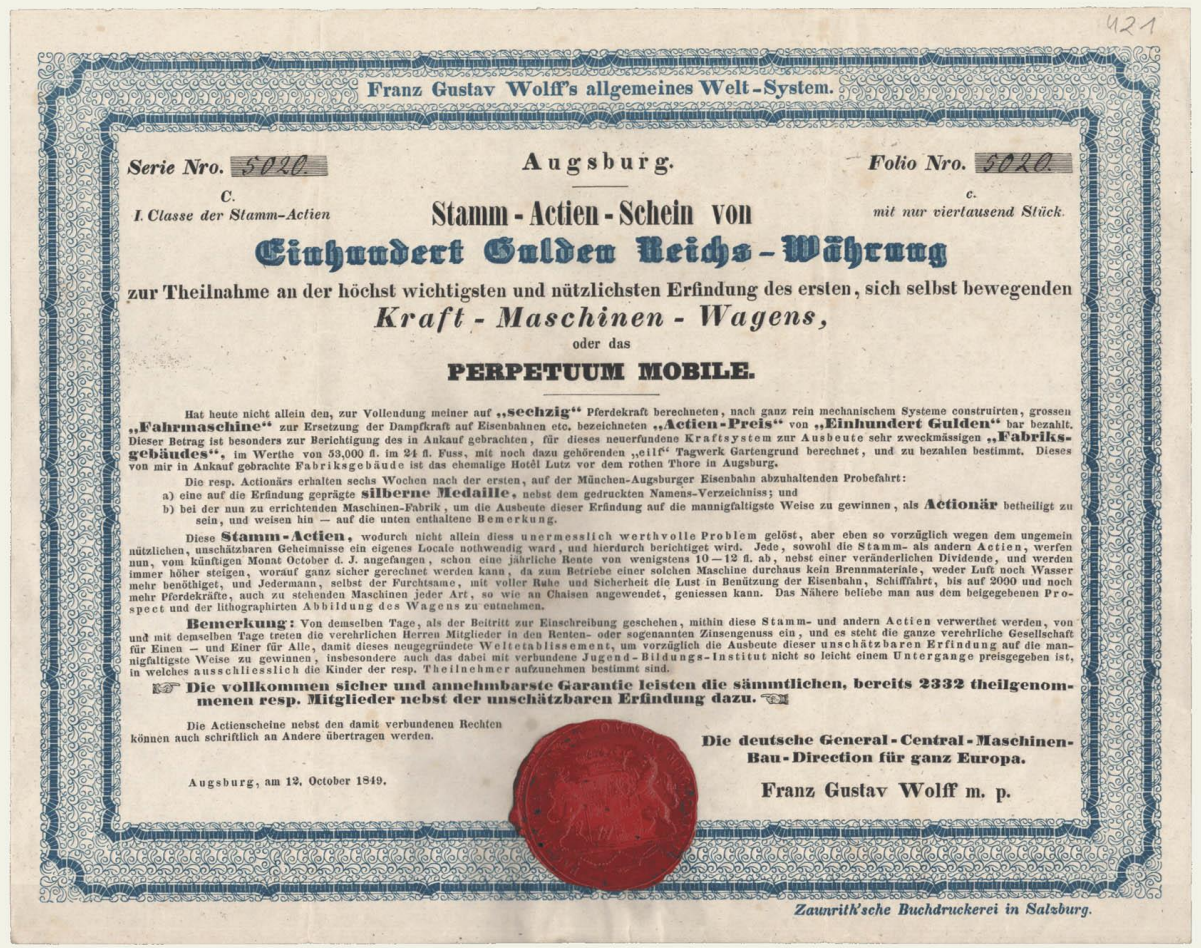 421
Franz Gustav Wolff's allgemeines Welt-System.
Serie Nro. 5020.
Augsburg.
Folio Nro. 5020.
C.
I. Classe der Stamm-Actien
c.
mit nur viertausend Stück.
Stamm-Actien-Schein von
Einhundert Gulden Reichs-Währung
zur Theilnahme an der höchst wichtigsten und nützlichsten Erfindung des ersten, sich selbst bewegenden
Kraft-Maschinen-Wagens,
oder das
PERPETUUM MOBILE.
Hat heute nicht allein den, zur Vollendung meiner auf „sechzig“ Pferdekraft berechneten, nach ganz rein mechanischem Systeme construirten, grossen
„Fahrmaschine“ zur Ersetzung der Dampfkraft auf Eisenbahnen etc. bezeichneten „Actien-Preis“ von „Einhundert Gulden“ bar bezahlt.
Dieser Betrag ist besonders zur Berichtigung des in Ankauf gebrachten, für dieses neuerfundene Kraftsystem zur Ausbeute sehr zweckmässigen „Fabriks-
gebäudes“, im Werthe von 53,000 fl. im 24 fl. Fuss, mit noch dazu gehörenden „eilf“ Tagwerk Gartengrund berechnet, und zu bezahlen bestimmt. Dieses
von mir in Ankauf gebrachte Fabriksgebäude ist das ehemalige Hotêl Lutz vor dem rothen Thore in Augsburg.
Die resp. Actionärs erhalten sechs Wochen nach der ersten, auf der München-Augsburger Eisenbahn abzuhaltenden Probefahrt:
a) eine auf die Erfindung geprägte silberne Medaille, nebst dem gedruckten Namens-Verzeichniss; und
b) bei der nun zu errichtenden Maschinen-Fabrik, um die Ausbeute dieser Erfindung auf die mannigfaltigste Weise zu gewinnen, als Actionär betheiligt zu
sein, und weisen hin — auf die unten enthaltene Bemerkung.
Diese Stamm-Actien, wodurch nicht allein dies unermesslich werthvolle Problem gelöst, aber eben so vorzüglich wegen dem ungemein
nützlichen, unschätzbaren Geheimnisse ein eigenes Locale nothwendig ward, und hierdurch berichtiget wird. Jede, sowohl die Stamm- als andern Actien, werfen
nun, vom künftigen Monat October d. J. angefangen, schon eine jährliche Rente von wenigstens 10—12 fl. ab, nebst einer veränderlichen Dividende, und werden
immer höher steigen, worauf ganz sicher gerechnet werden kann, da zum Betriebe einer solchen Maschine durchaus kein Brennmateriale, weder Luft noch Wasser
mehr benöthiget, und Jedermann, selbst der Furchtsame, mit voller Ruhe und Sicherheit die Lust in Benützung der Eisenbahn, Schifffahrt, bis auf 2000 und noch
mehr Pferdekräfte, auch zu stehenden Maschinen jeder Art, so wie an Chaisen angewendet, geniessen kann. Das Nähere beliebe man aus dem beigegebenen Pro-
spect und der lithographirten Abbildung des Wagens zu entnehmen.
Bemerkung: Von demselben Tage, als der Beitritt zur Einschreibung geschehen, mithin diese Stamm- und andern Actien verwerthet werden, von
und mit demselben Tage treten die verehrlichen Herren Mitglieder in den Renten- oder sogenannten Zinsengenuss ein, und es steht die ganze verehrliche Gesellschaft
für Einen — und Einer für Alle, damit dieses neugegründete Weltetablissement, um vorzüglich die Ausbeute dieser unschätzbaren Erfindung auf die man-
nigfaltigste Weise zu gewinnen, insbesondere auch das dabei mit verbundene Jugend-Bildungs-Institut nicht so leicht einem Untergange preisgegeben ist,
in welches ausschliesslich die Kinder der resp. Theilnehmer aufzunehmen bestimmt sind.
☞ Die vollkommen sicher und annehmbarste Garantie leisten die sämmtlichen, bereits 2332 theilgenom-
menen resp. Mitglieder nebst der unschätzbaren Erfindung dazu. ☜
Die Actienscheine nebst den damit verbundenen Rechten
können auch schriftlich an Andere übertragen werden.
Die deutsche General-Central-Maschinen-
Bau-Direction für ganz Europa.
Augsburg, am 12. October 1849.
Franz Gustav Wolff m. p.
Zaunrith'sche Buchdruckerei in Salzburg.